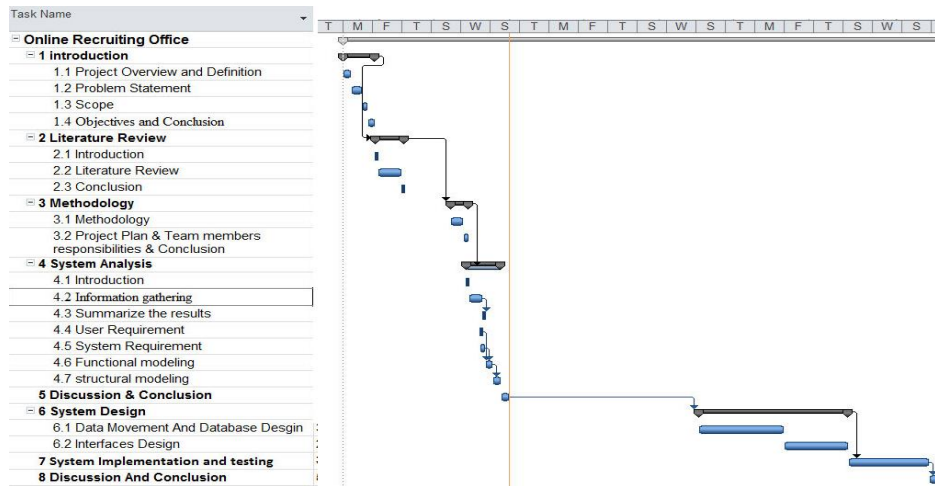 Task Name
T M F T S W S T M F T S W S T M F T S W S
Online Recruiting Office
1 introduction
1.1 Project Overview and Definition
1.2 Problem Statement
1.3 Scope
1.4 Objectives and Conclusion
2 Literature Review
2.1 Introduction
2.2 Literature Review
2.3 Conclusion
3 Methodology
3.1 Methodology
3.2 Project Plan & Team members
responsibilities & Conclusion
4 System Analysis
4.1 Introduction
4.2 Information gathering
4.3 Summarize the results
4.4 User Requirement
4.5 System Requirement
4.6 Functional modeling
4.7 structural modeling
5 Discussion & Conclusion
6 System Design
6.1 Data Movement And Database Desgin
6.2 Interfaces Design
7 System Implementation and testing
8 Discussion And Conclusion